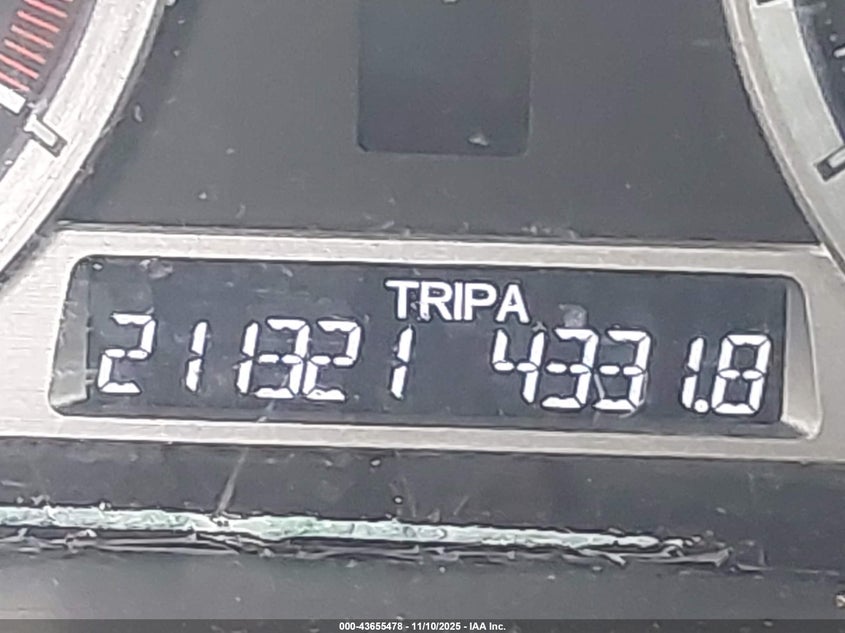 TRIPA
211321 4331.8
000-43655478 - 11/10/2025 - IAA Inc.